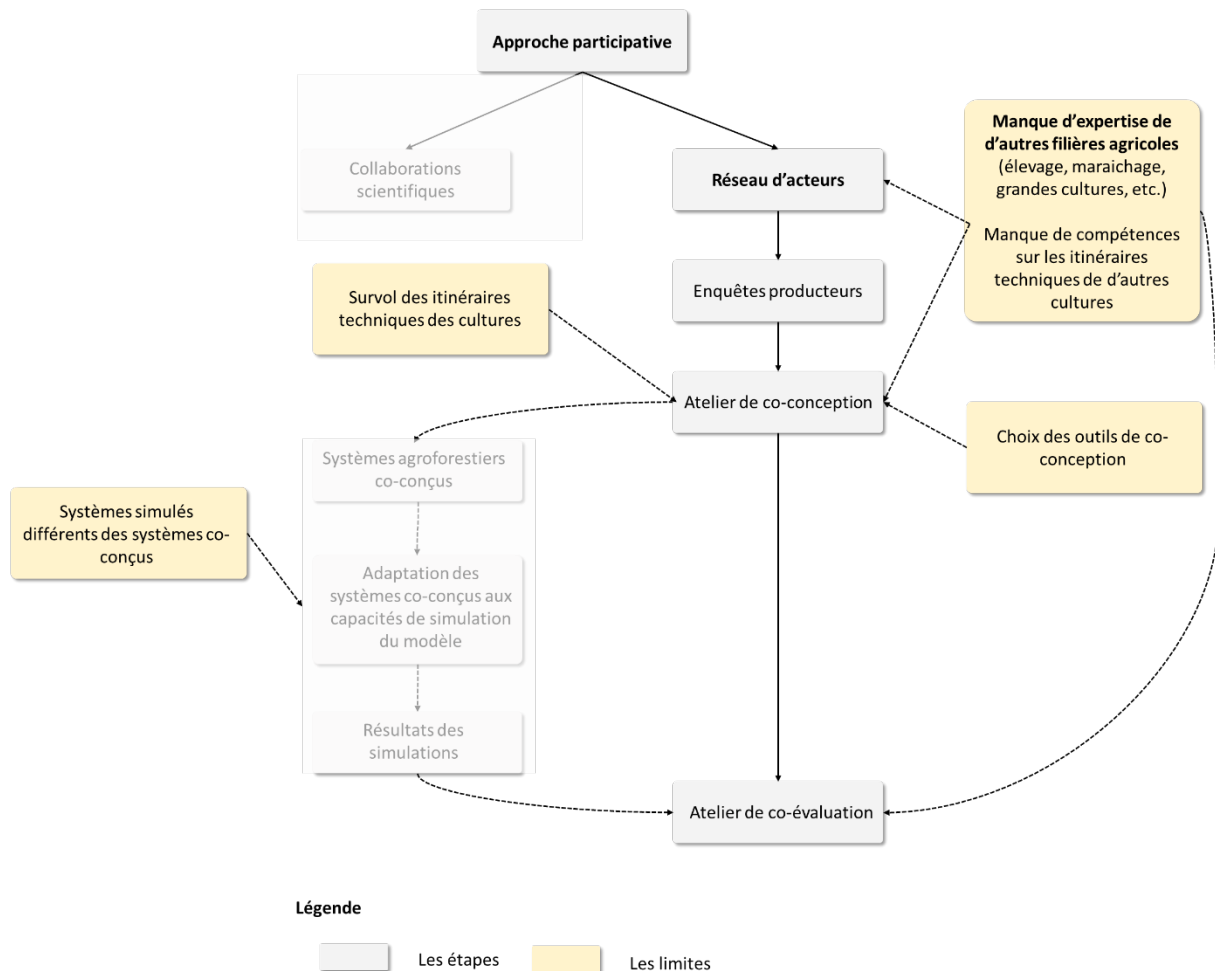 Approche participative
Collaborations
scientifiques
Réseau d’acteurs
Manque d’expertise de
d’autres filières agricoles
(élevage, maraichage,
grandes cultures, etc.)
Manque de compétences
sur les itinéraires
techniques de d’autres
cultures
Survol des itinéraires
techniques des cultures
Enquêtes producteurs
Atelier de co-conception
Choix des outils de co-
conception
Systèmes agroforestiers
co-conçus
Systèmes simulés
différents des systèmes co-
conçus
Adaptation des
systèmes co-conçus aux
capacités de simulation
du modèle
Résultats des
simulations
Atelier de co-évaluation
Légende
Les étapes
Les limites